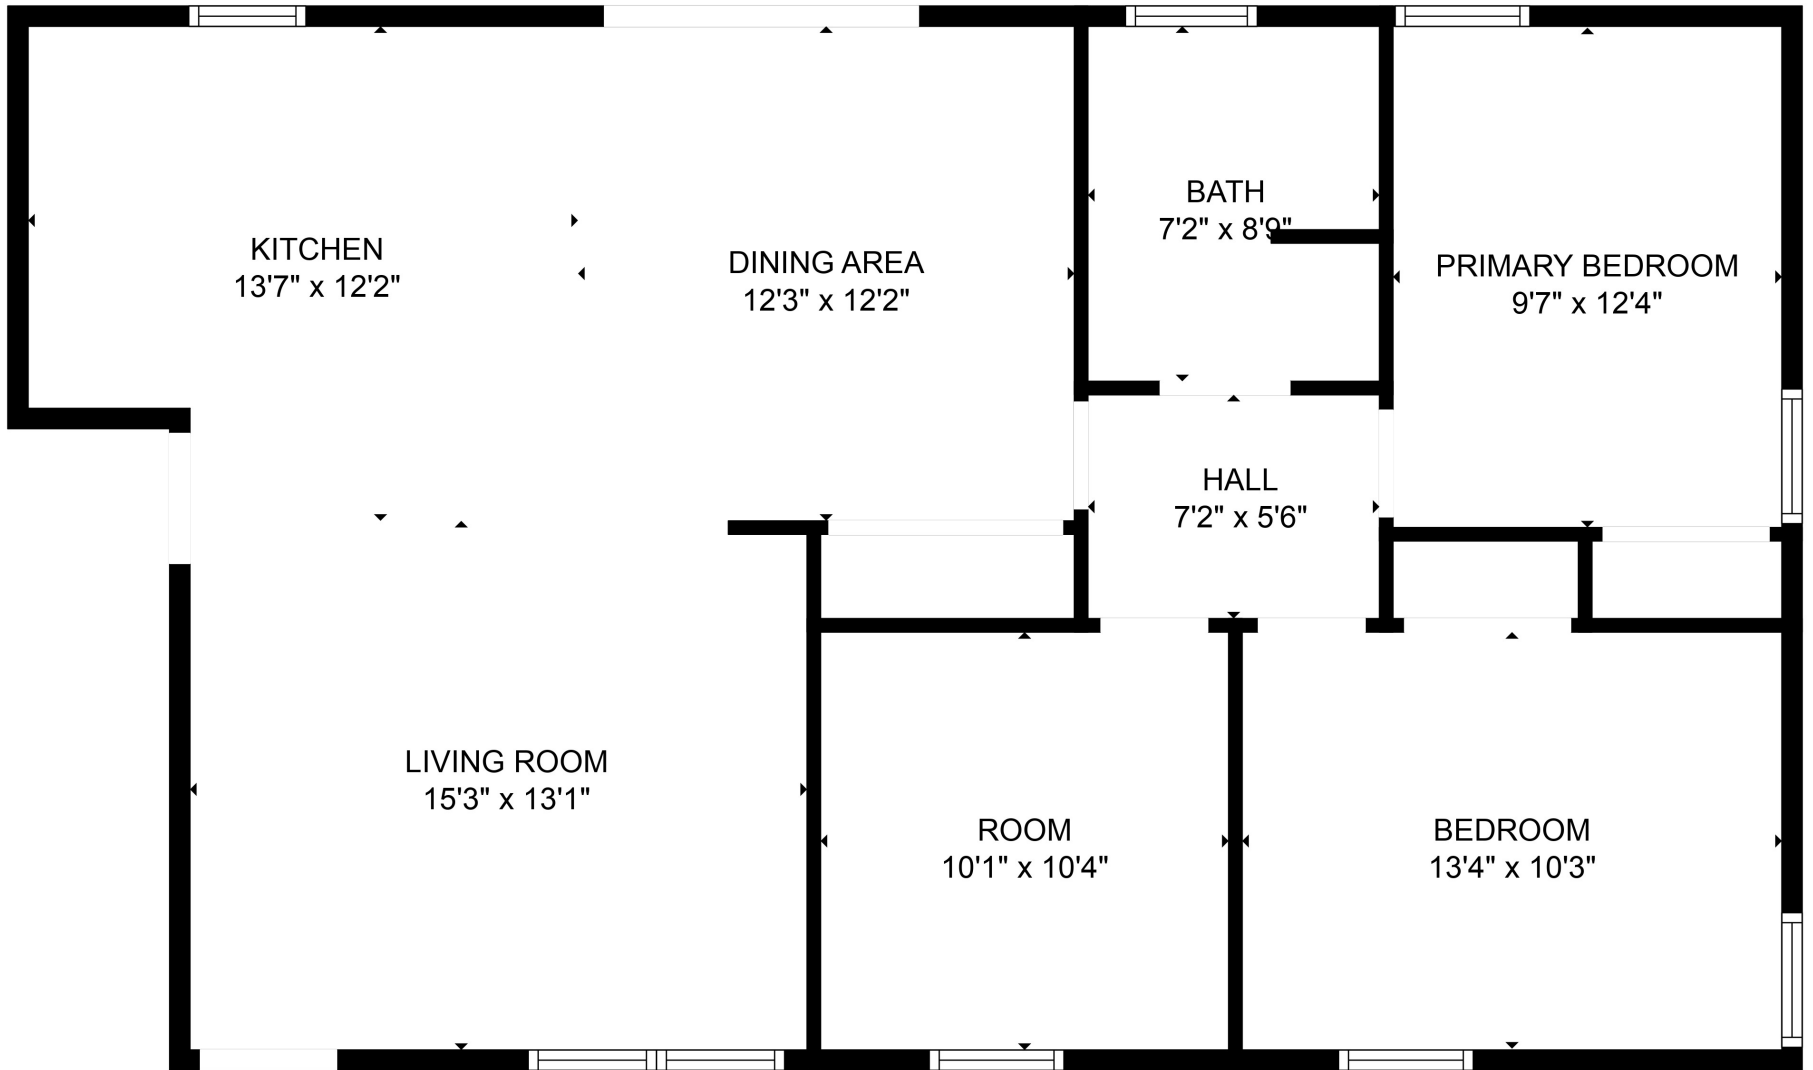 KITCHEN
13'7" x 12'2"
DINING AREA
12'3" x 12'2"
BATH
7'2" x 8'9"
PRIMARY BEDROOM
9'7" x 12'4"
HALL
7'2" x 5'6"
LIVING ROOM
15'3" x 13'1"
ROOM
10'1" x 10'4"
BEDROOM
13'4" x 10'3"